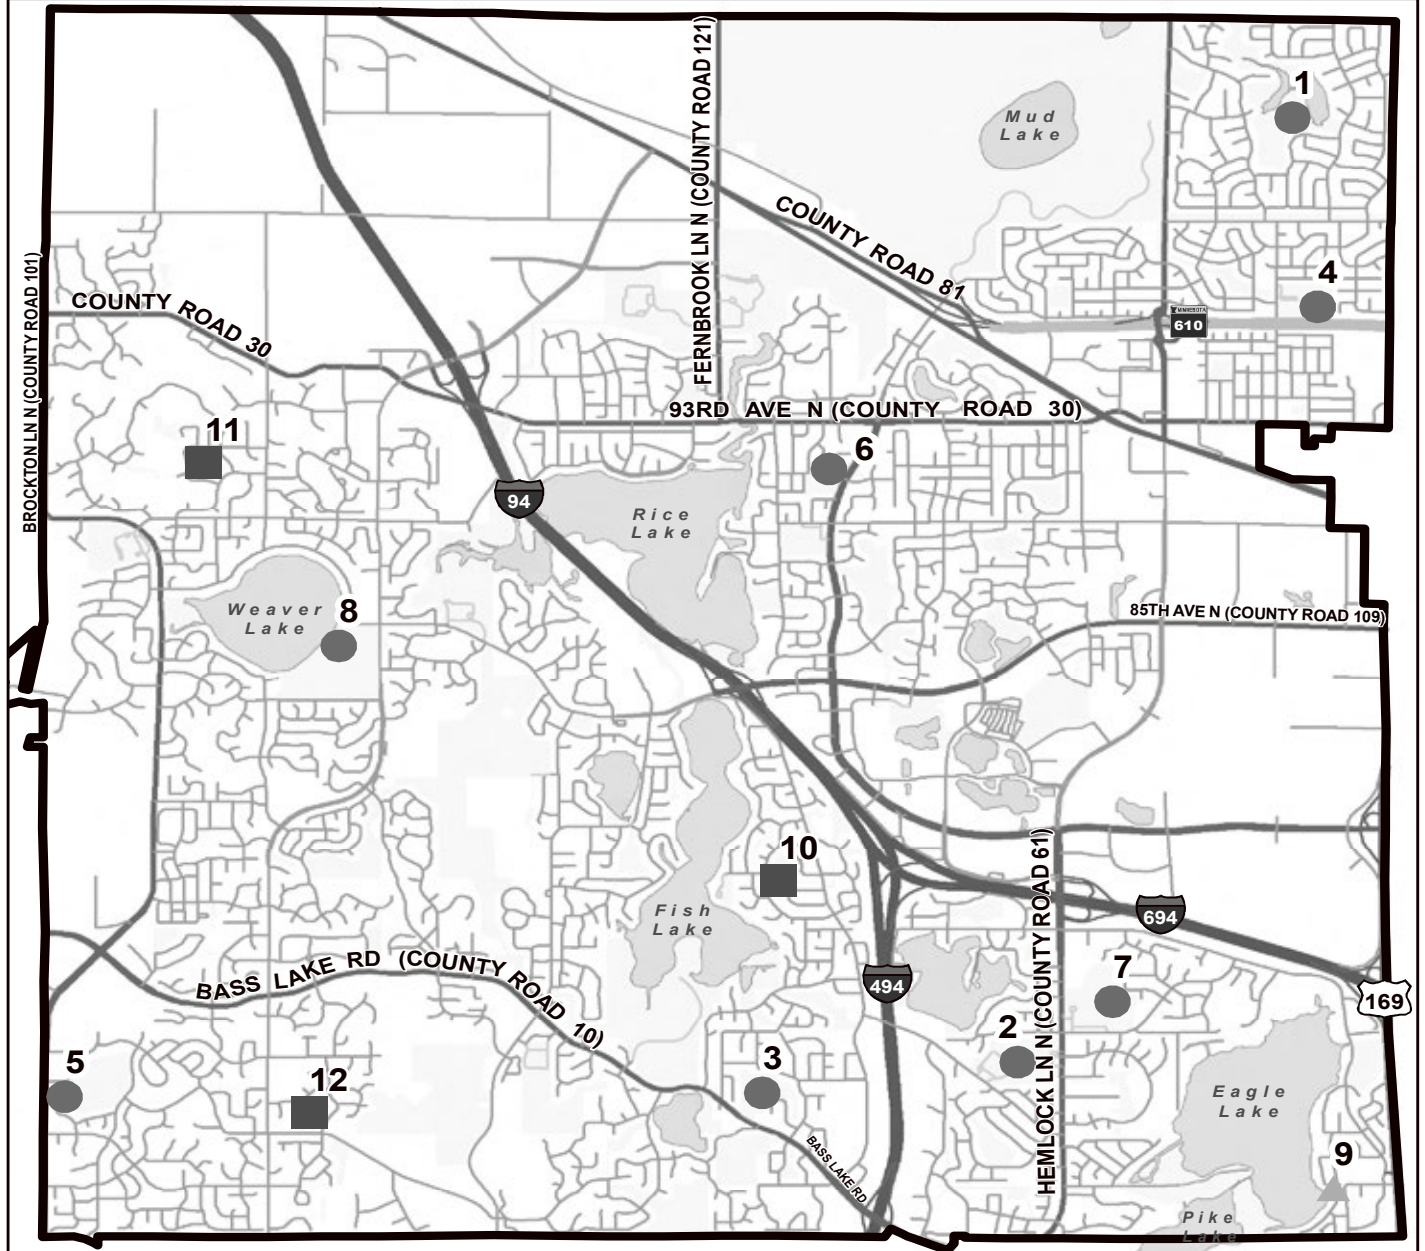 1
Mud
Lake
FERNBROOK LN N (COUNTY ROAD 121)
COUNTY ROAD 81
4
BROCKTON LN N (COUNTY ROAD 101)
COUNTY ROAD 30
MINNESOTA
610
93RD AVE N (COUNTY ROAD 30)
11
6
94
Rice
Lake
Weaver
Lake
8
85TH AVE N (COUNTY ROAD 109)
10
HEMLOCK LN N (COUNTY ROAD 61)
Fish
Lake
694
BASS LAKE RD (COUNTY ROAD 10)
494
7
169
2
5
12
3
Eagle
Lake
BASS LAKE RD
9
Pike
Lake